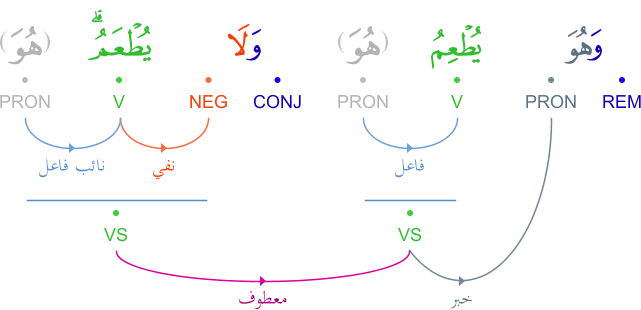 وَهُوَ يُطْعِمُ (هُوَ) وَلَا يُطْعَمُ ۗ (هُوَ)
REM PRON V PRON CONJ NEG V PRON
فاعل نفي نائب فاعل
VS VS
خبر معطوف